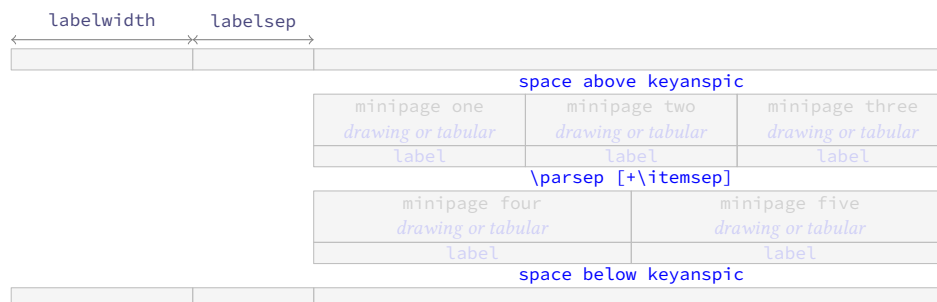 labelwidth labelsep
space above keyanspic
minipage one minipage two minipage three
drawing or tabular drawing or tabular drawing or tabular
label label label
\parsep [+\itemsep]
minipage four minipage five
drawing or tabular drawing or tabular
label label
space below keyanspic